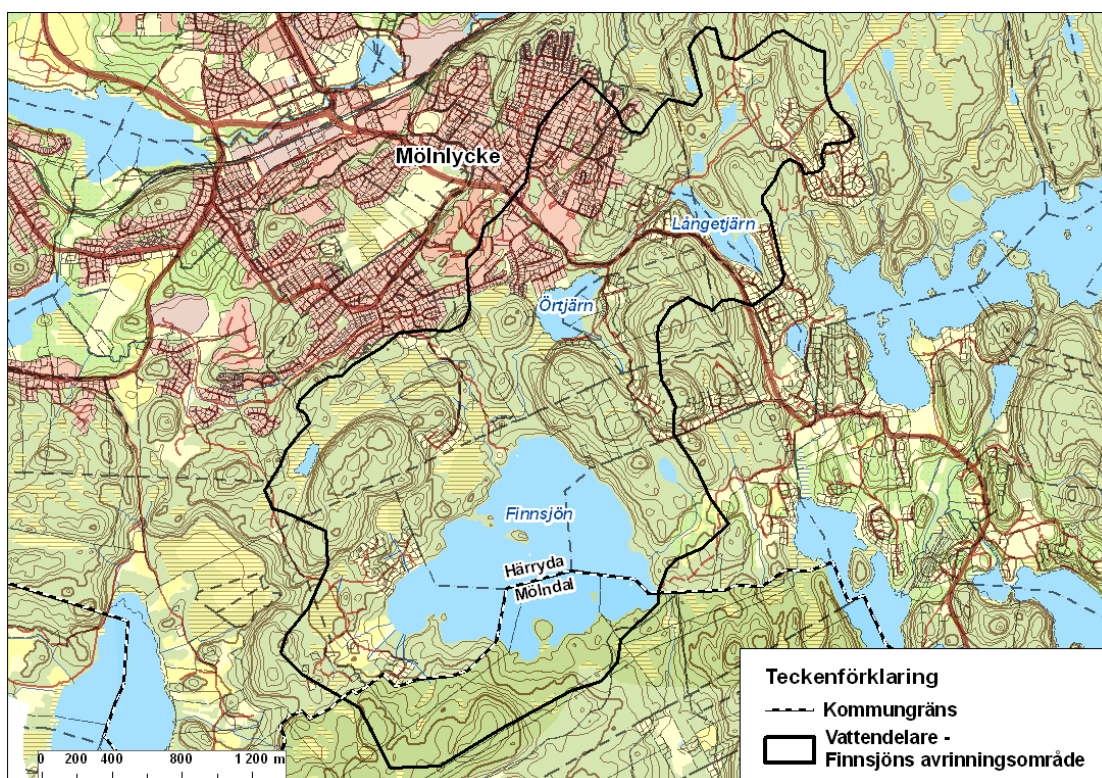 Mölnlycke
Långetjärn
Örtjärn
Finnsjön
Härryda
Mölndal
Teckenförklaring
Kommungräns
Vattendelare -
Finnsjöns avrinningsområde
0 200 400 800 1 200 m